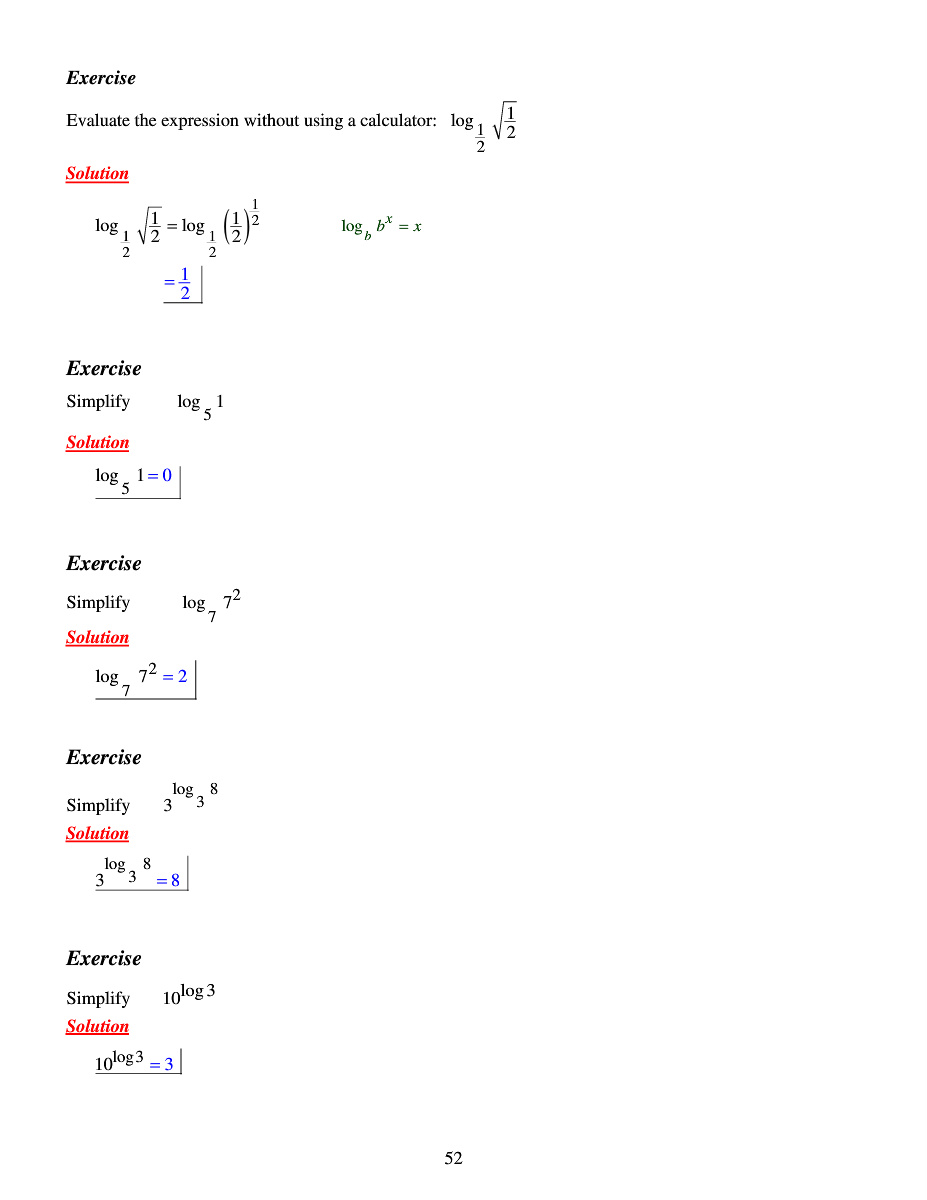 Exercise
Evaluate the expression without using a calculator: $\log_{\frac{1}{2}} \sqrt{\frac{1}{2}}$
Solution
$\log_{\frac{1}{2}} \sqrt{\frac{1}{2}} = \log_{\frac{1}{2}} \left(\frac{1}{2}\right)^{\frac{1}{2}}$ $\log_b b^x = x$
$= \frac{1}{2}$
Exercise
Simplify $\log_5 1$
Solution
$\log_5 1 = 0$
Exercise
Simplify $\log_7 7^2$
Solution
$\log_7 7^2 = 2$
Exercise
Simplify $3^{\log_3 8}$
Solution
$3^{\log_3 8} = 8$
Exercise
Simplify $10^{\log 3}$
Solution
$10^{\log 3} = 3$
52